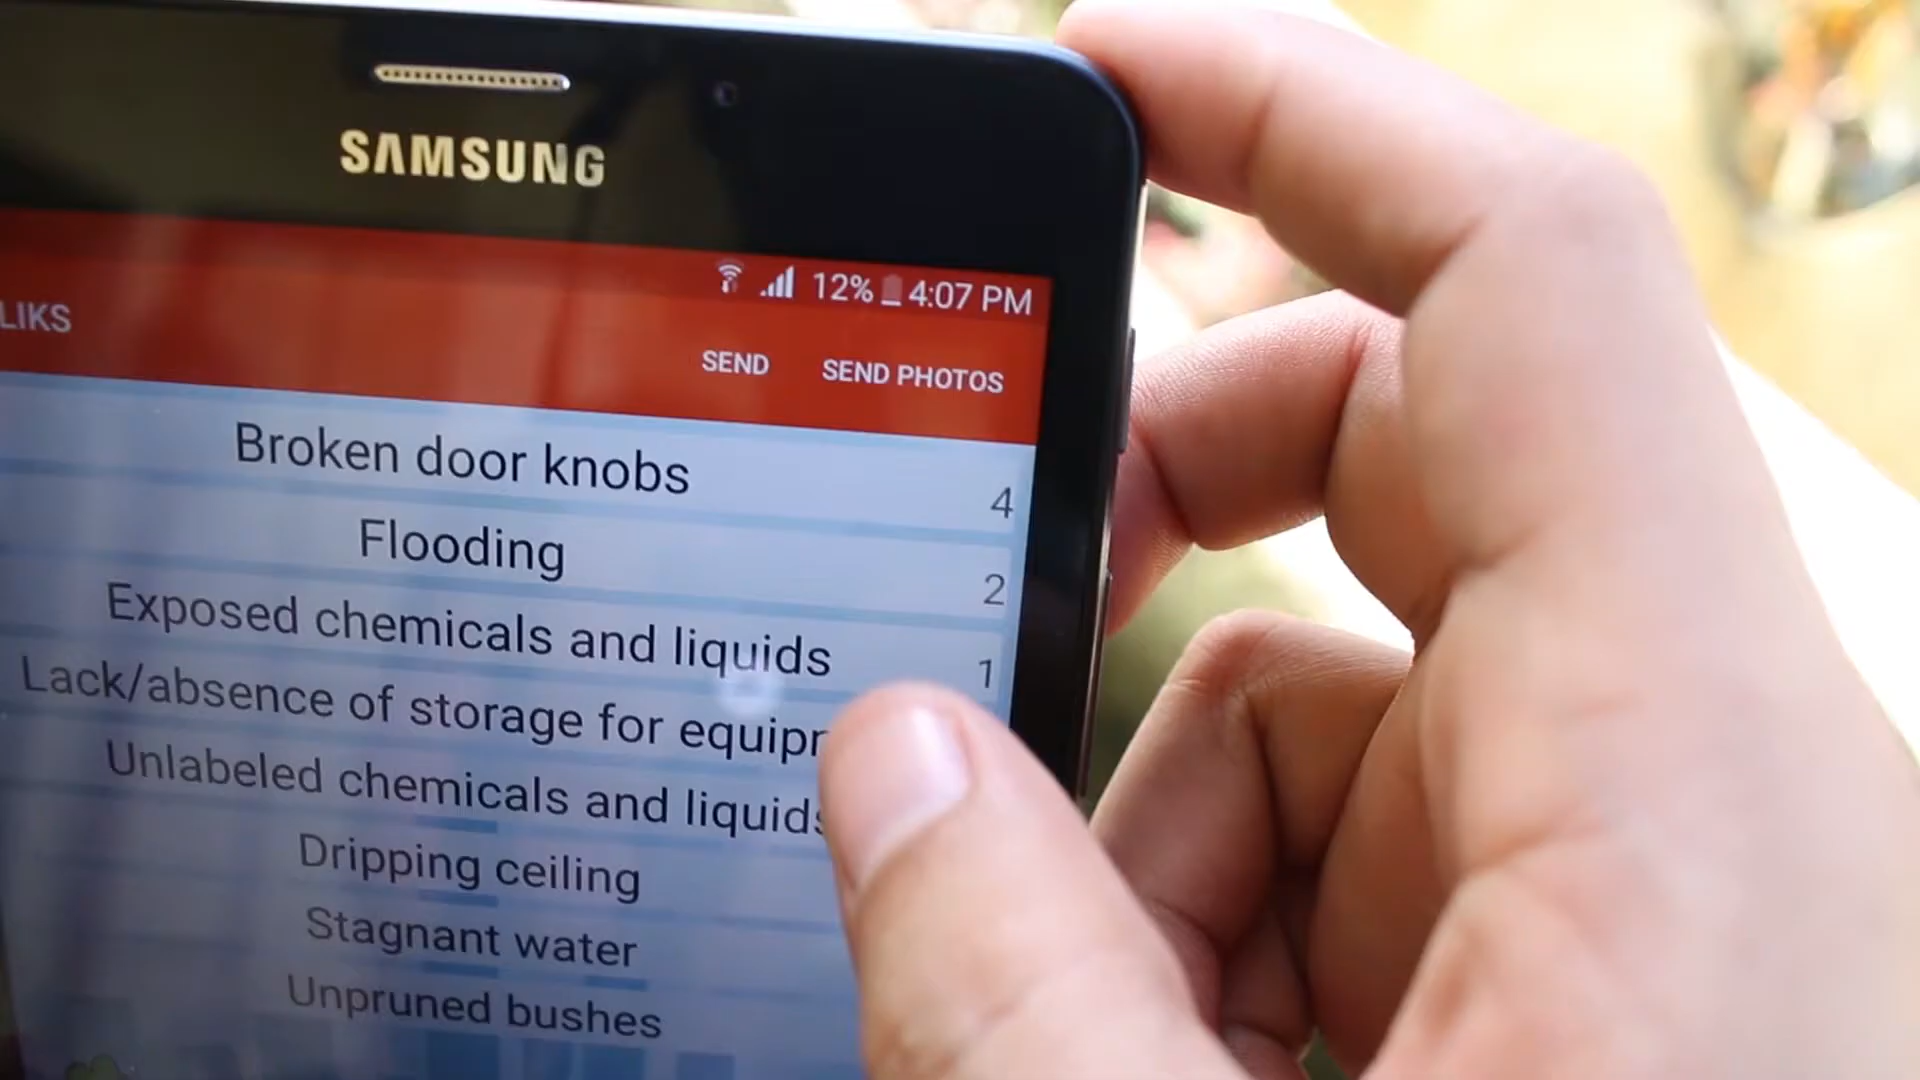 SAMSUNG
12% 4:07 PM
LIKS
SEND SEND PHOTOS
Broken door knobs 4
Flooding 2
Exposed chemicals and liquids 1
Lack/absence of storage for
Unlabeled chemicals and liquids
Dripping ceiling
Stagnant water
Unpruned bushes